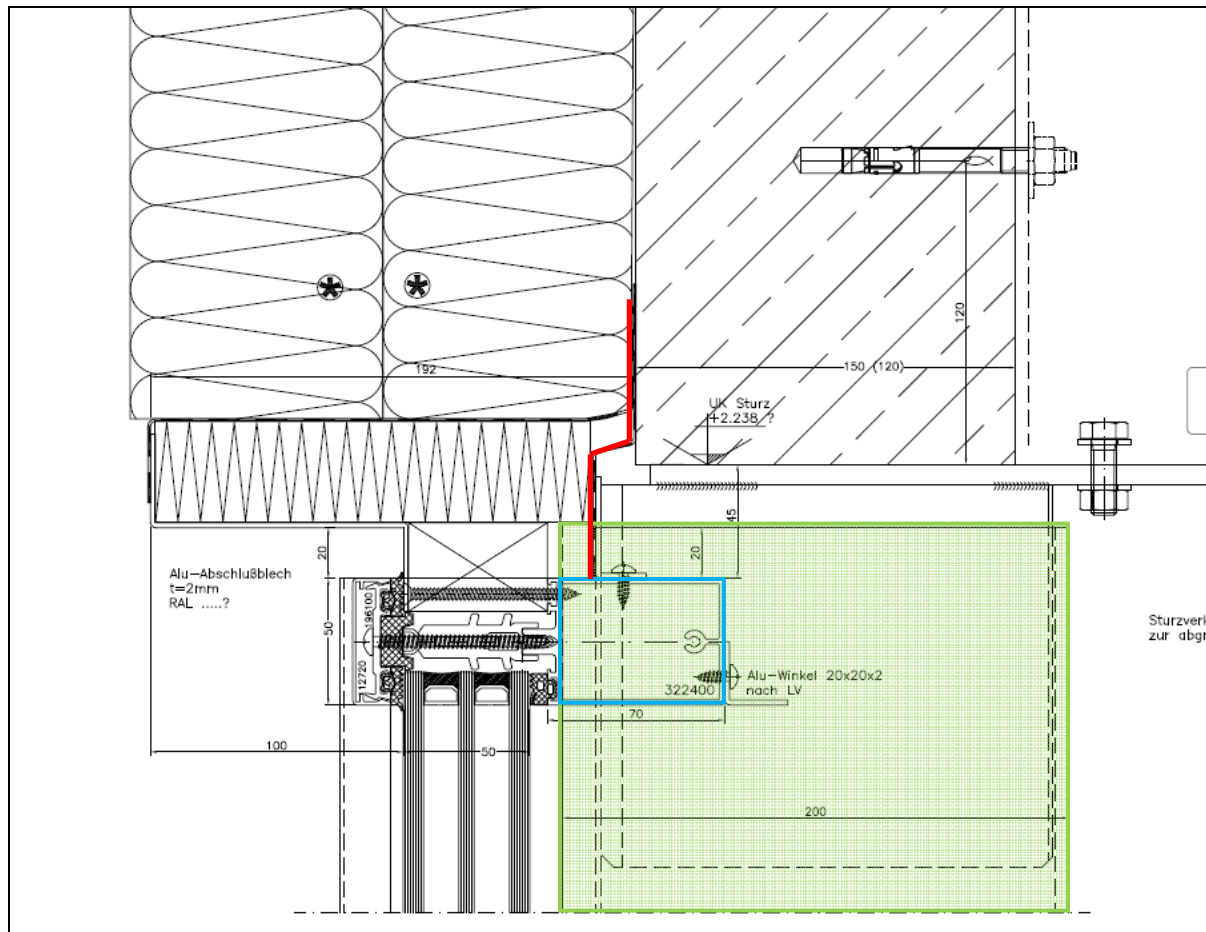 192
150 (120)
120
UK Sturz
+2.238 ?
45
20
20
Alu-Abschlußblech
t=2mm
RAL .....?
50
196100
12720
Sturzverk
zur abgr
Alu-Winkel 20x20x2
nach LV
322400
70
100
50
200